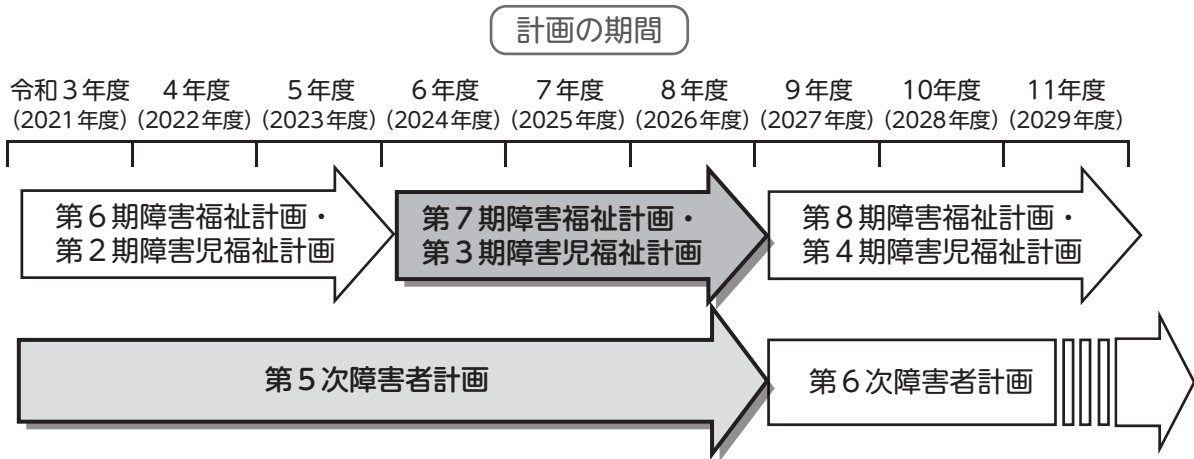 計画の期間
令和3年度 4年度 5年度 6年度 7年度 8年度 9年度 10年度 11年度
(2021年度) (2022年度) (2023年度) (2024年度) (2025年度) (2026年度) (2027年度) (2028年度) (2029年度)
第6期障害福祉計画・
第2期障害児福祉計画
第7期障害福祉計画・
第3期障害児福祉計画
第8期障害福祉計画・
第4期障害児福祉計画
第5次障害者計画
第6次障害者計画